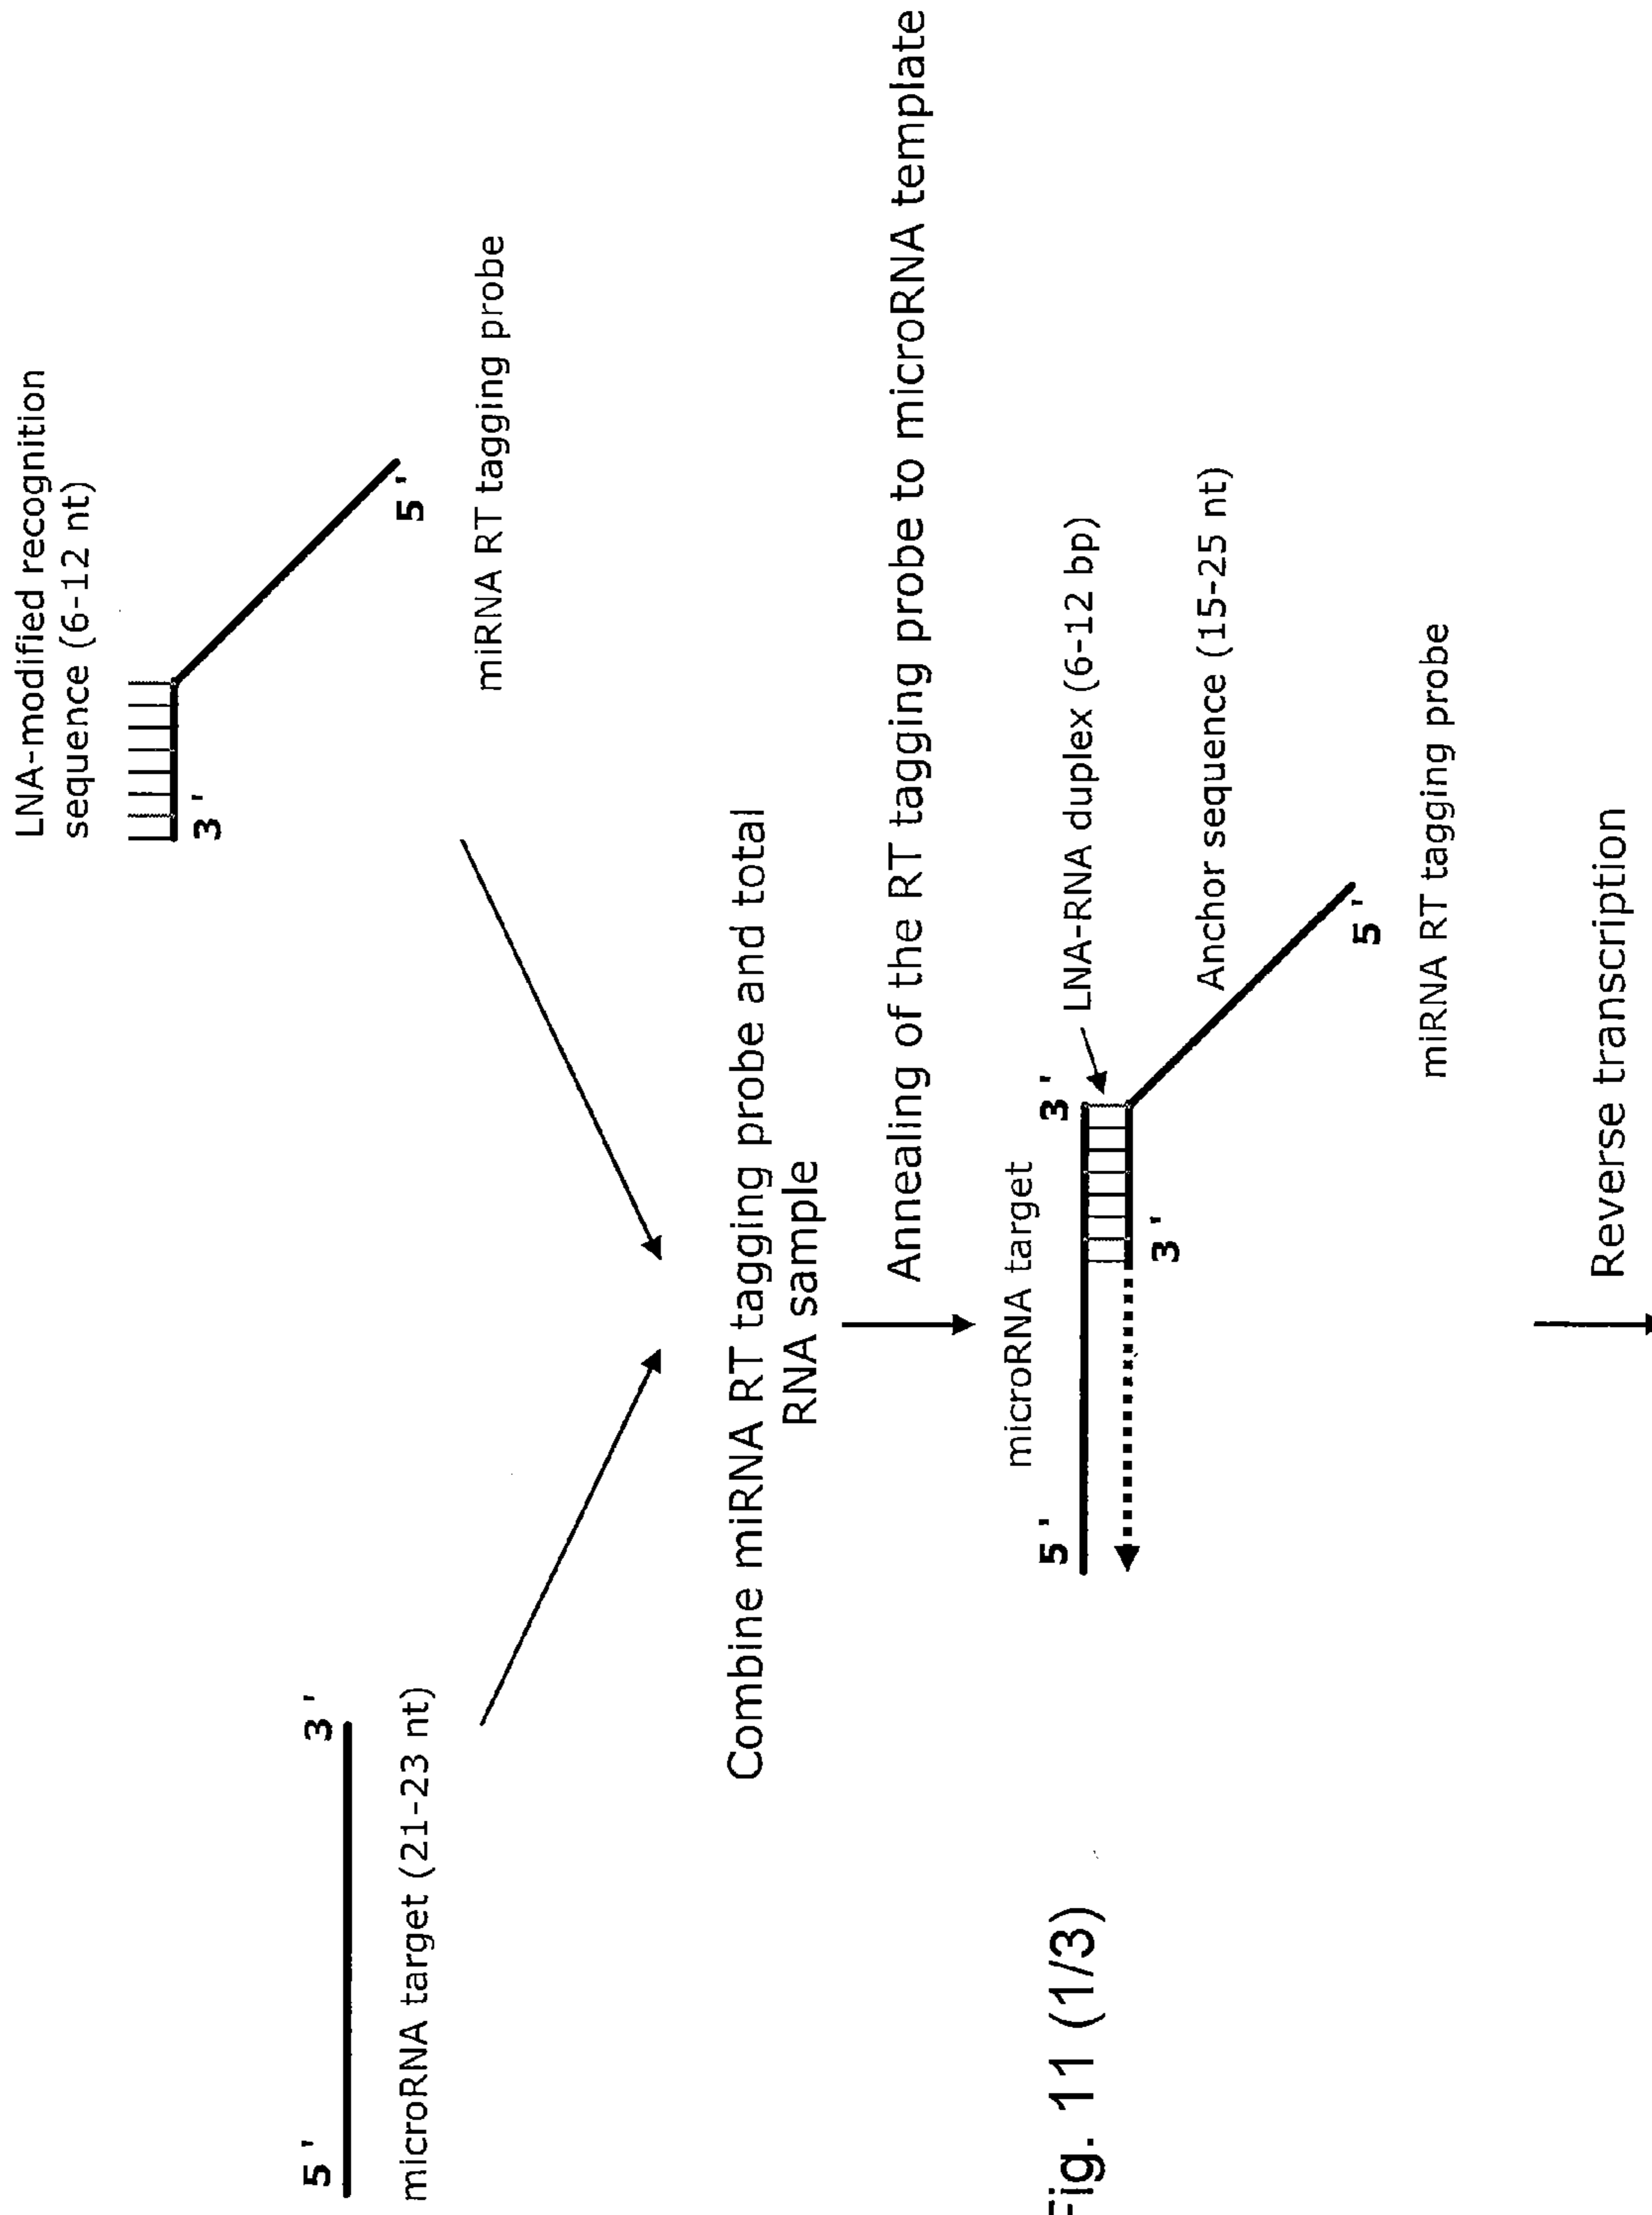 LNA-modified recognition
sequence (6-12 nt)
5'
3'
3'
5'
microRNA target (21-23 nt)
miRNA RT tagging probe
Combine miRNA RT tagging probe and total
RNA sample
Annealing of the RT tagging probe to microRNA template
microRNA target
5'
3'
LNA-RNA duplex (6-12 bp)
3'
Anchor sequence (15-25 nt)
5'
miRNA RT tagging probe
Reverse transcription
Fig. 11 (1/3)